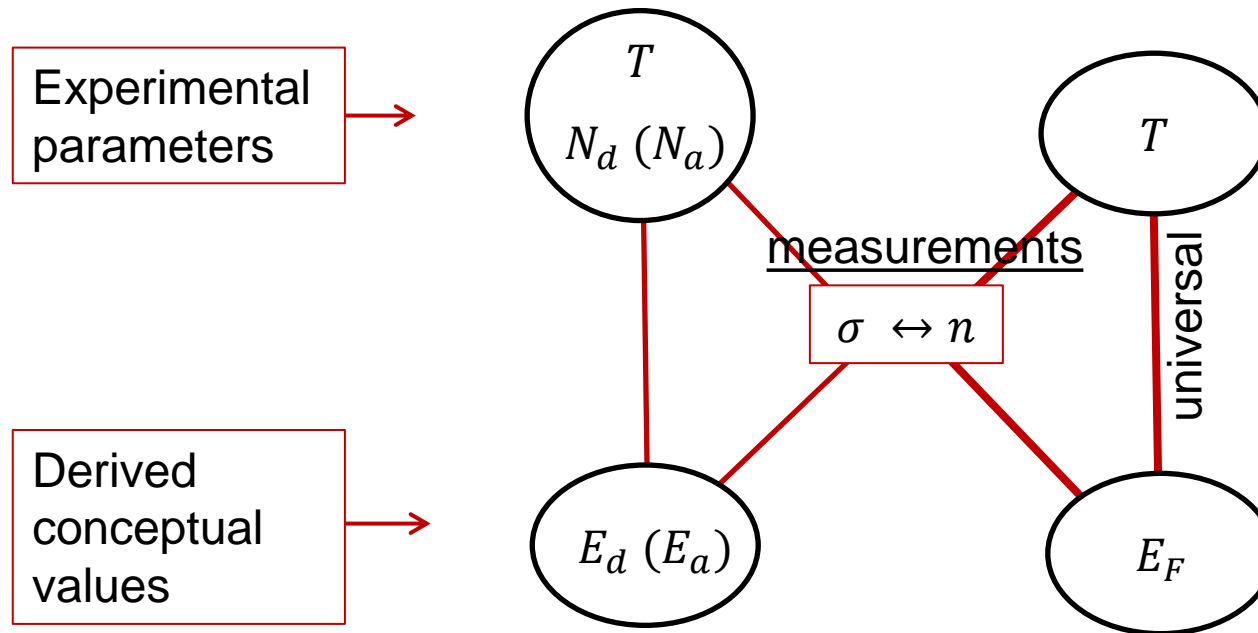 Experimental
parameters
T
N_d (N_a)
T
measurements
σ ↔ n
universal
Derived
conceptual
values
E_d (E_a)
E_F